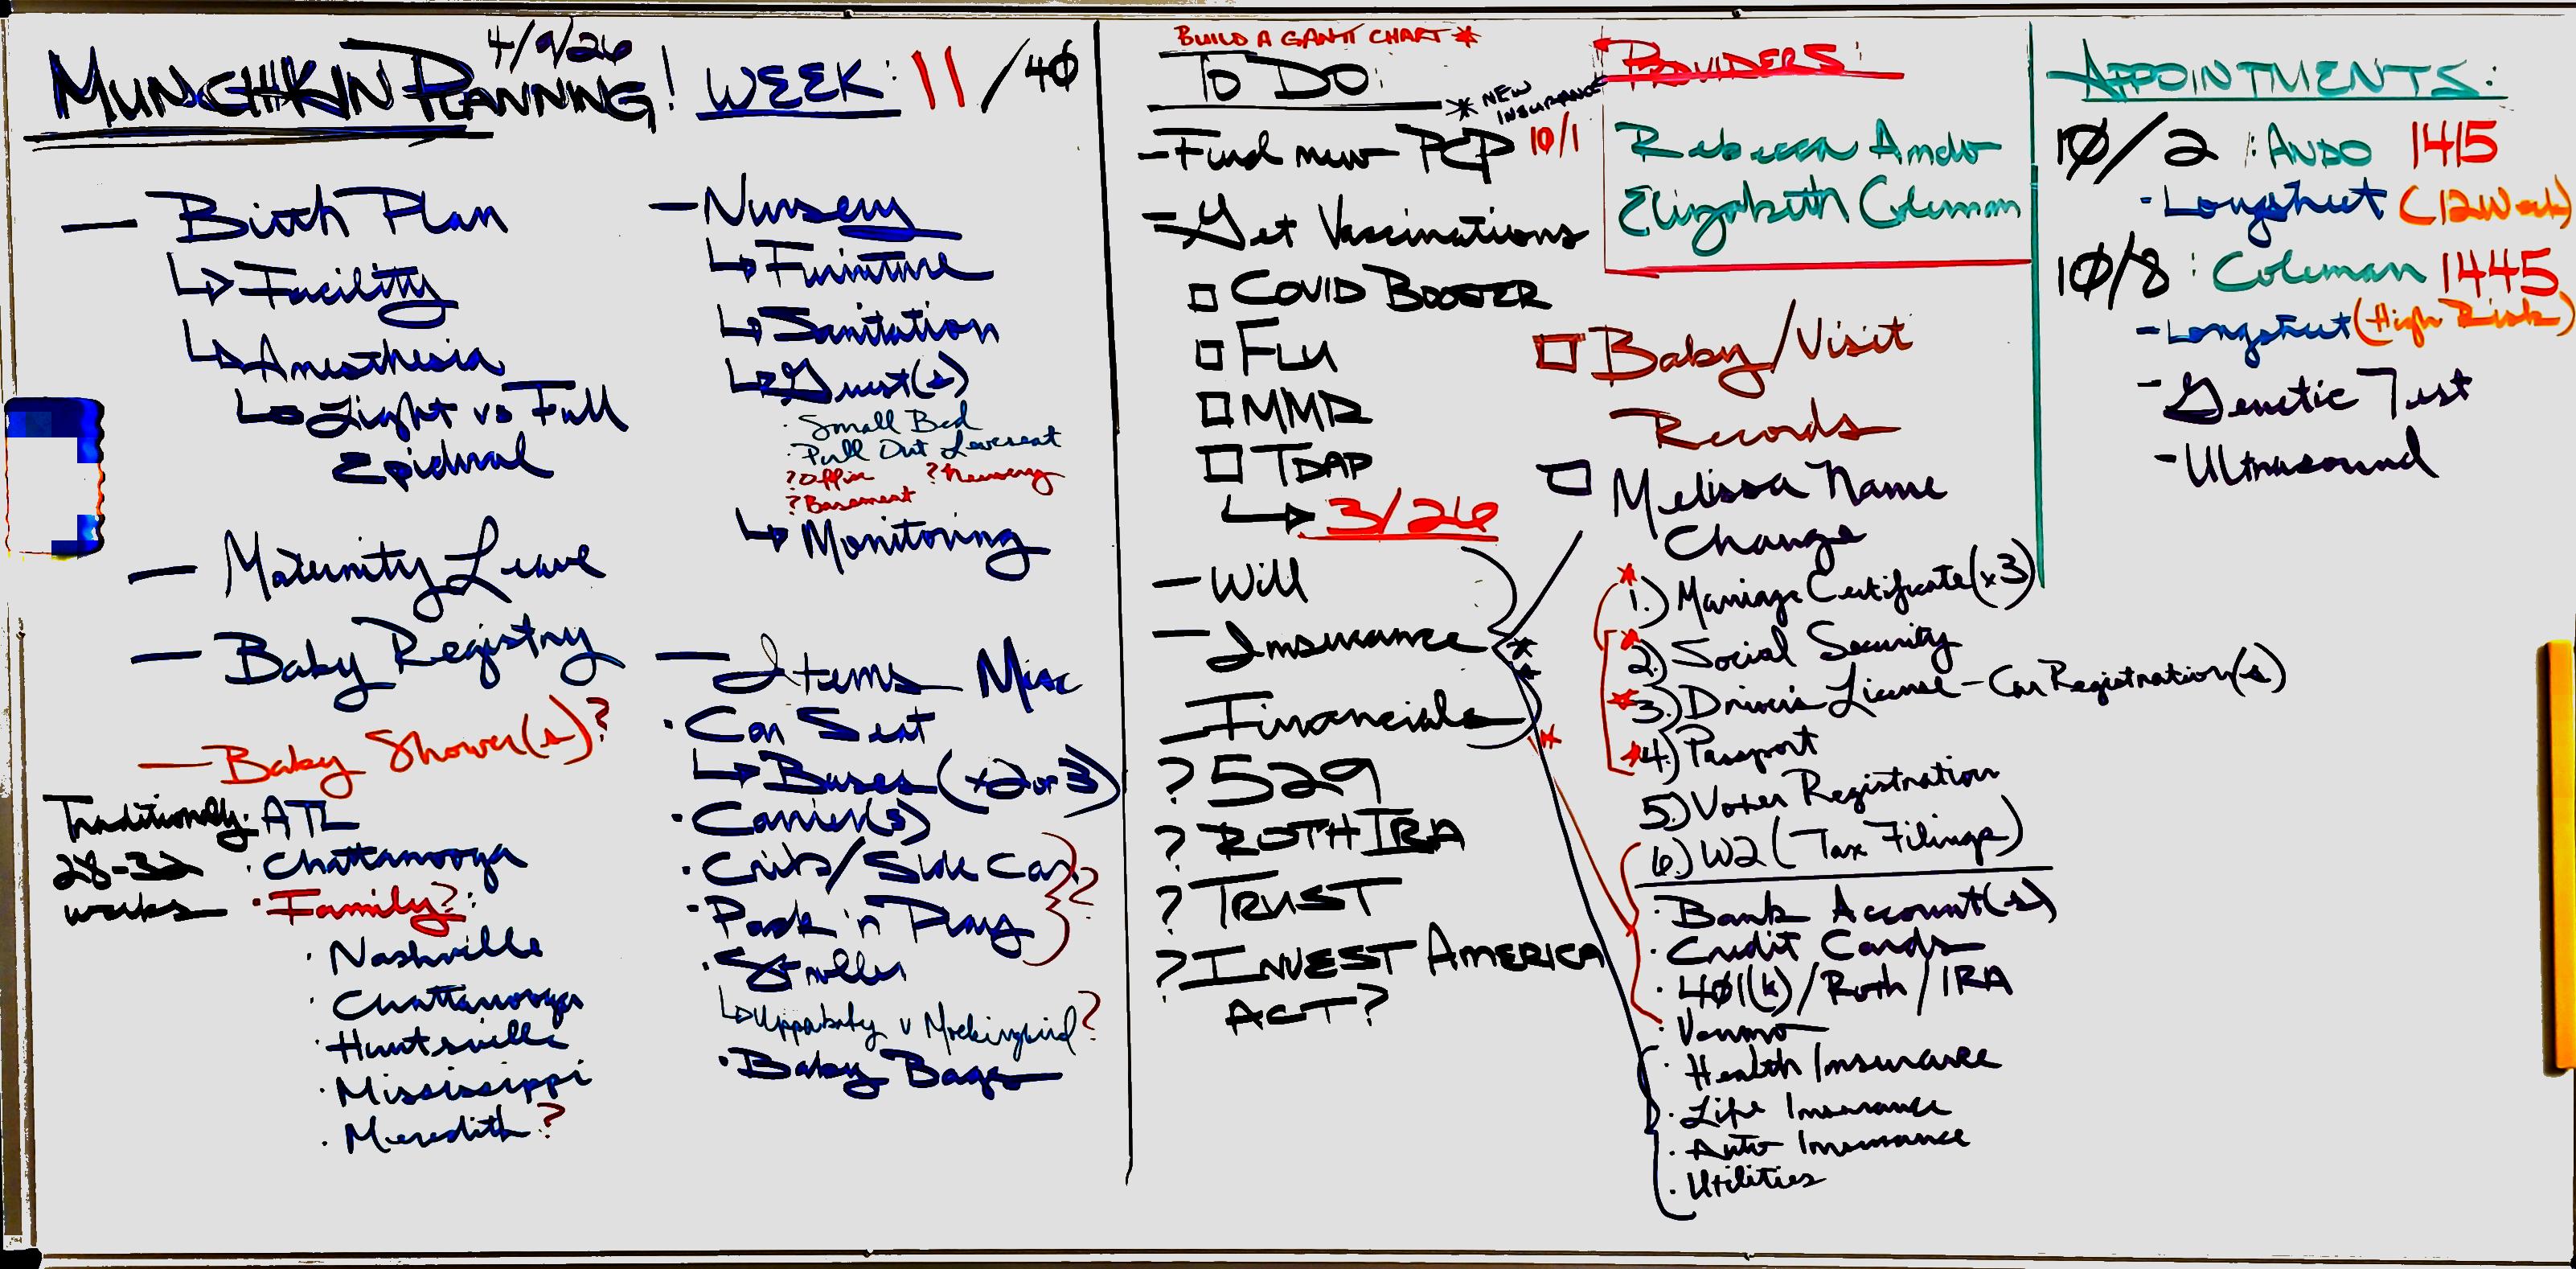 4/9/26
MUNCHKIN PLANNING! WEEK: 11/40
— Birth Plan
↳ Facility
↳ Anesthesia
↳ Light vs Full
Epidural
— Maternity Leave
— Baby Registry
— Baby Shower(s)?
Traditionally
28-32
weeks
· ATL
· Chattanooga
· Family?:
· Nashville
· Chattanooga
· Huntsville
· Mississippi
· Meredith?
— Nursery
↳ Furniture
↳ Sanitation
↳ Guest(s)
· Small Bed
· Pull Out Loveseat
? Office ? Nursery
? Basement
↳ Monitoring
— Items Misc
· Car Seat
↳ Bases (x2 or 3)
· Carrier(s)
· Crib/Side Car
· Pack 'n Play
??
· Stroller
↳ Uppababy v Mockingbird?
· Baby Bags
BUILD A GANTT CHART *
TO DO:
* NEW
INSURANCE
- Find new PCP 10/1
- Get Vaccinations
□ COVID BOOSTER
□ FLU
□ MMR
□ TDAP
↳ 3/26
— Will
— Insurance
— Financials
? 529
? ROTH IRA
? TRUST
? INVEST AMERICA
ACT?
PROVIDERS:
Rebecca Ando
Elizabeth Coleman
□ Baby/Visit
Records
□ Melissa Name
Change
* 1.) Marriage Certificate (x3)
* 2.) Social Security
* 3.) Driver's License - Car Registration(s)
* 4.) Passport
5.) Voter Registration
6.) W2 (Tax Filings)
· Bank Account(s)
· Credit Cards
· 401(k)/Roth/IRA
· Venmo
· Health Insurance
· Life Insurance
· Auto Insurance
· Utilities
APPOINTMENTS:
10/2 : ANDO 1415
- Longstreet (12 Week)
10/8 : Coleman 1445
- Longstreet (High Risk)
- Genetic Test
- Ultrasound